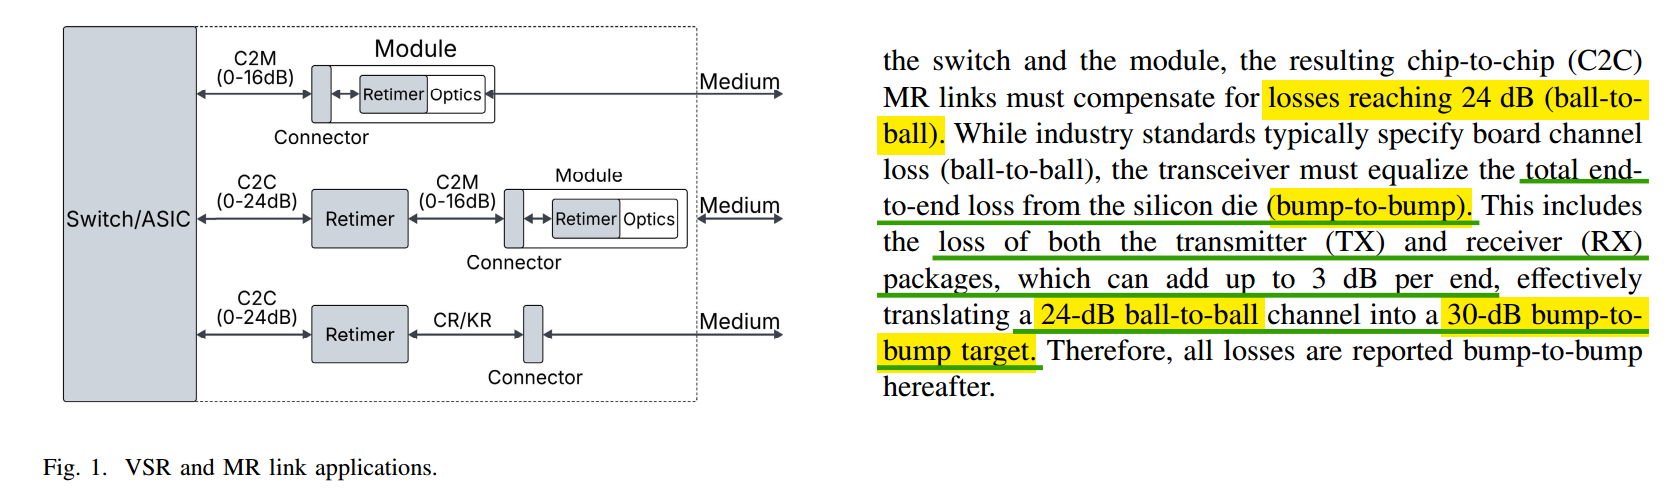 Module
C2M
(0-16dB)
Retimer
Optics
Medium
Connector
C2C
(0-24dB)
C2M
(0-16dB)
Module
Switch/ASIC
Retimer
Retimer
Optics
Medium
Connector
C2C
(0-24dB)
Retimer
CR/KR
Medium
Connector
Fig. 1. VSR and MR link applications.
the switch and the module, the resulting chip-to-chip (C2C)
MR links must compensate for losses reaching 24 dB (ball-to-
ball). While industry standards typically specify board channel
loss (ball-to-ball), the transceiver must equalize the total end-
to-end loss from the silicon die (bump-to-bump). This includes
the loss of both the transmitter (TX) and receiver (RX)
packages, which can add up to 3 dB per end, effectively
translating a 24-dB ball-to-ball channel into a 30-dB bump-to-
bump target. Therefore, all losses are reported bump-to-bump
hereafter.